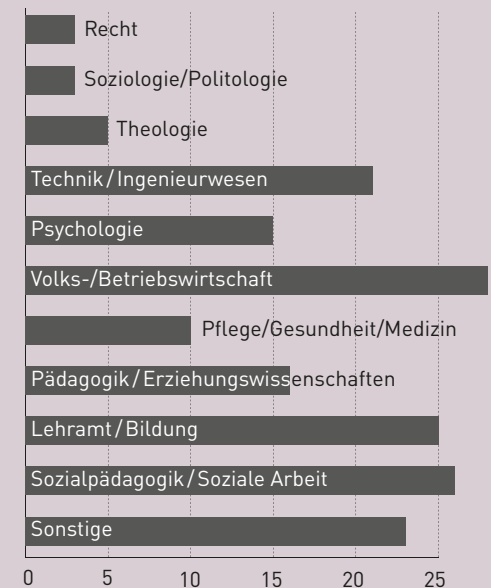 Recht
Soziologie/Politologie
Theologie
Technik/Ingenieurwesen
Psychologie
Volks-/Betriebswirtschaft
Pflege/Gesundheit/Medizin
Pädagogik/Erziehungswissenschaften
Lehramt/Bildung
Sozialpädagogik/Soziale Arbeit
Sonstige
0 5 10 15 20 25